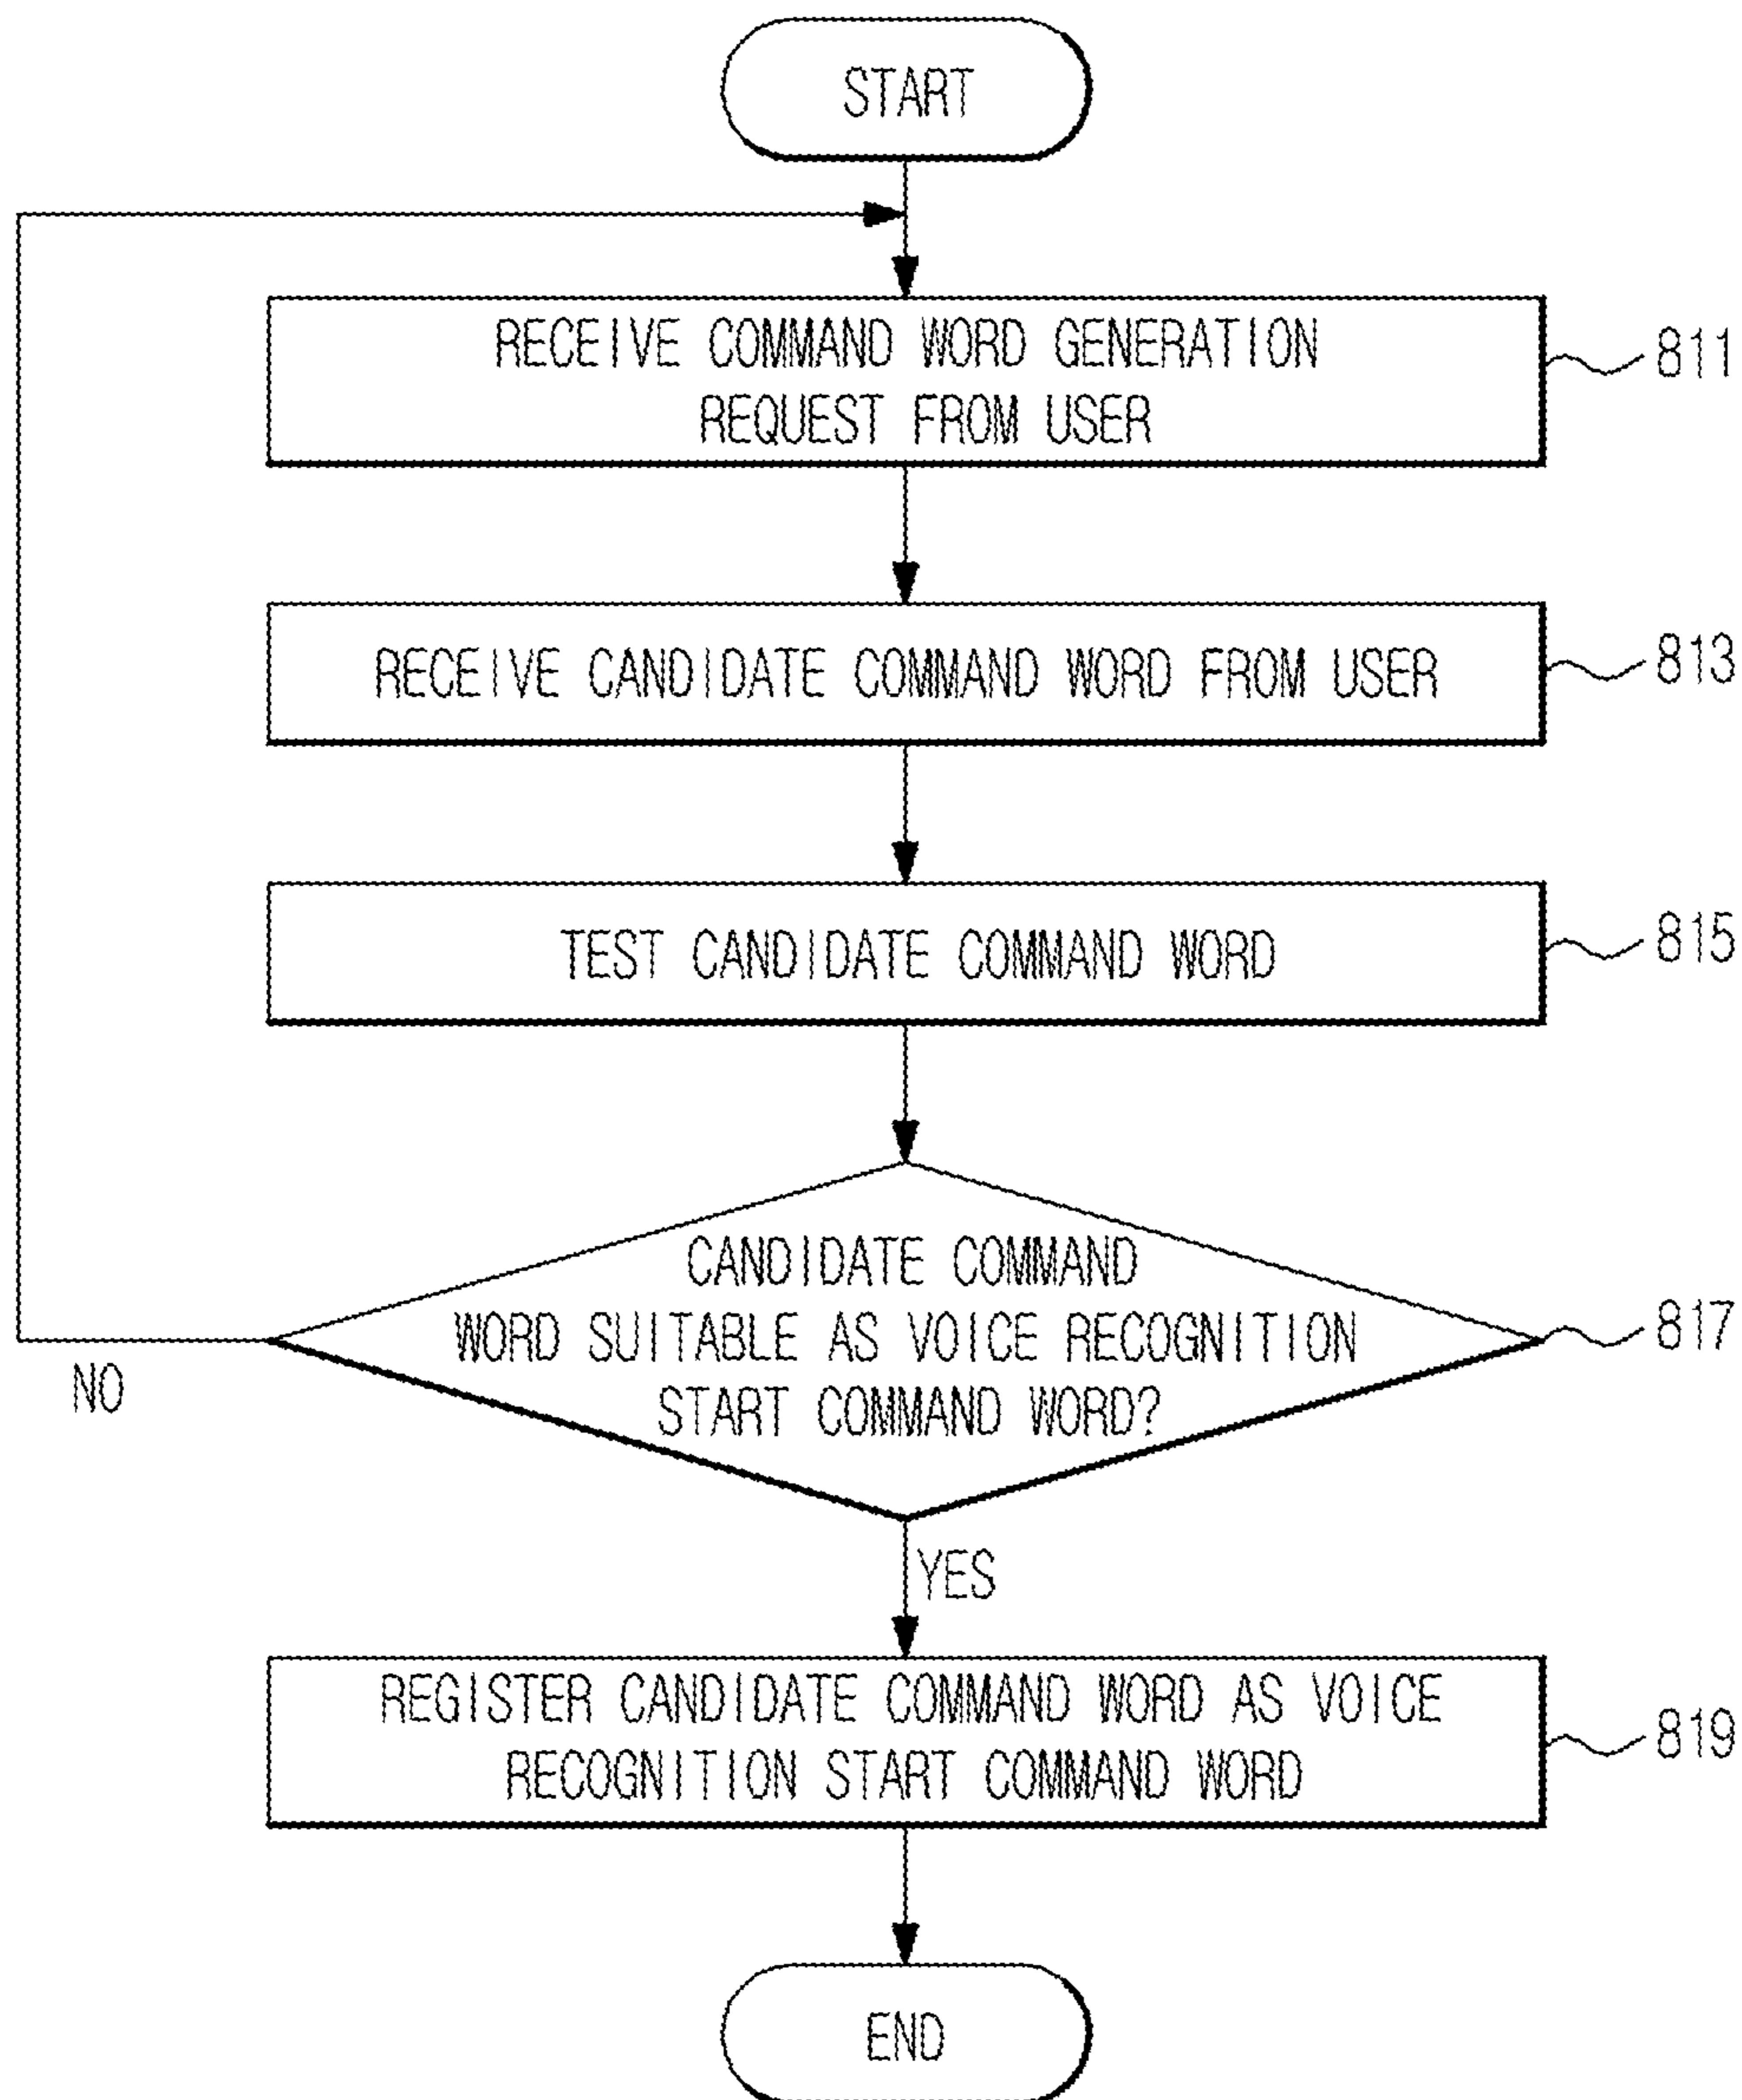 START
RECEIVE COMMAND WORD GENERATION
REQUEST FROM USER
811
RECEIVE CANDIDATE COMMAND WORD FROM USER
813
TEST CANDIDATE COMMAND WORD
815
CANDIDATE COMMAND
WORD SUITABLE AS VOICE RECOGNITION
START COMMAND WORD?
817
NO
YES
REGISTER CANDIDATE COMMAND WORD AS VOICE
RECOGNITION START COMMAND WORD
819
END